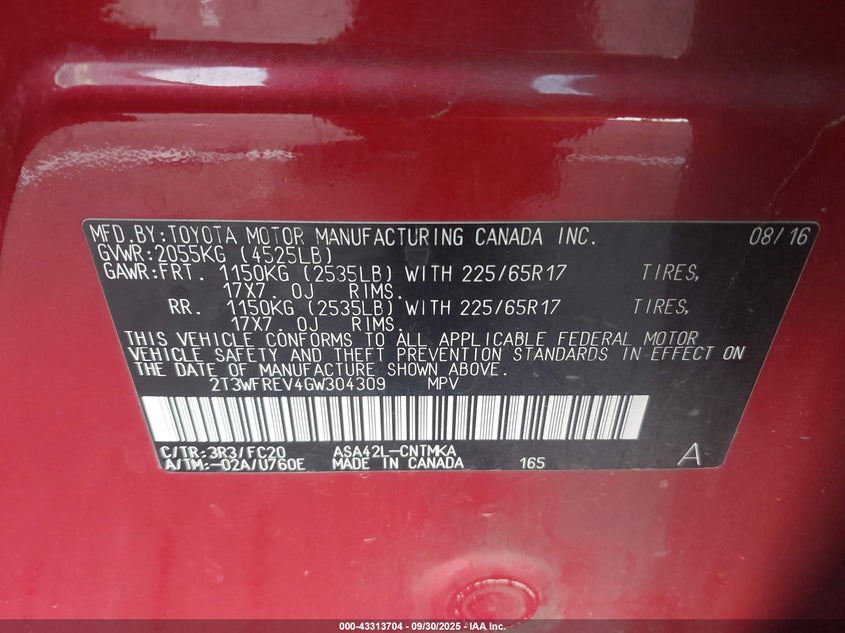 MFD.BY:TOYOTA MOTOR MANUFACTURING CANADA INC. 08/16
GVWR:2055KG (4525LB)
GAWR:FRT. 1150KG (2535LB) WITH 225/65R17 TIRES,
17X7. 0J RIMS.
RR. 1150KG (2535LB) WITH 225/65R17 TIRES,
17X7. 0J RIMS.
THIS VEHICLE CONFORMS TO ALL APPLICABLE FEDERAL MOTOR
VEHICLE SAFETY AND THEFT PREVENTION STANDARDS IN-EFFECT ON
THE DATE OF MANUFACTURE SHOWN ABOVE.
2T3WFREV4GW304309 MPV
C/TR:3R3/FC20 ASA42L-CNTMKA
A/TM:-02A/U760E MADE IN CANADA 165 A
000-43313704 - 09/30/2025 - IAA Inc.